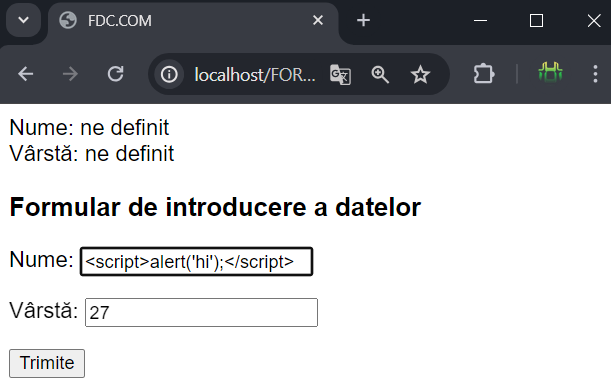 FDC.COM
localhost/FOR...
Nume: ne definit
Vârstă: ne definit
Formular de introducere a datelor
Nume: <script>alert('hi');</script>
Vârstă: 27
Trimite